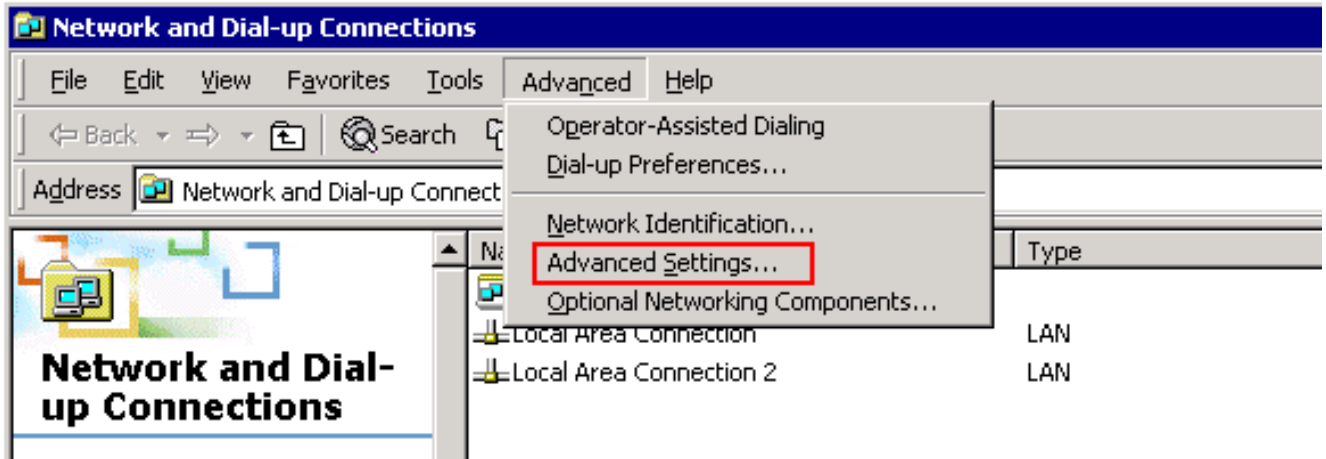 Network and Dial-up Connections
File Edit View Favorites Tools Advanced Help
Back Search
Operator-Assisted Dialing
Dial-up Preferences...
Address Network and Dial-up Connect
Network Identification...
Advanced Settings...
Optional Networking Components...
Type
Local Area Connection LAN
Local Area Connection 2 LAN
Network and Dial-
up Connections